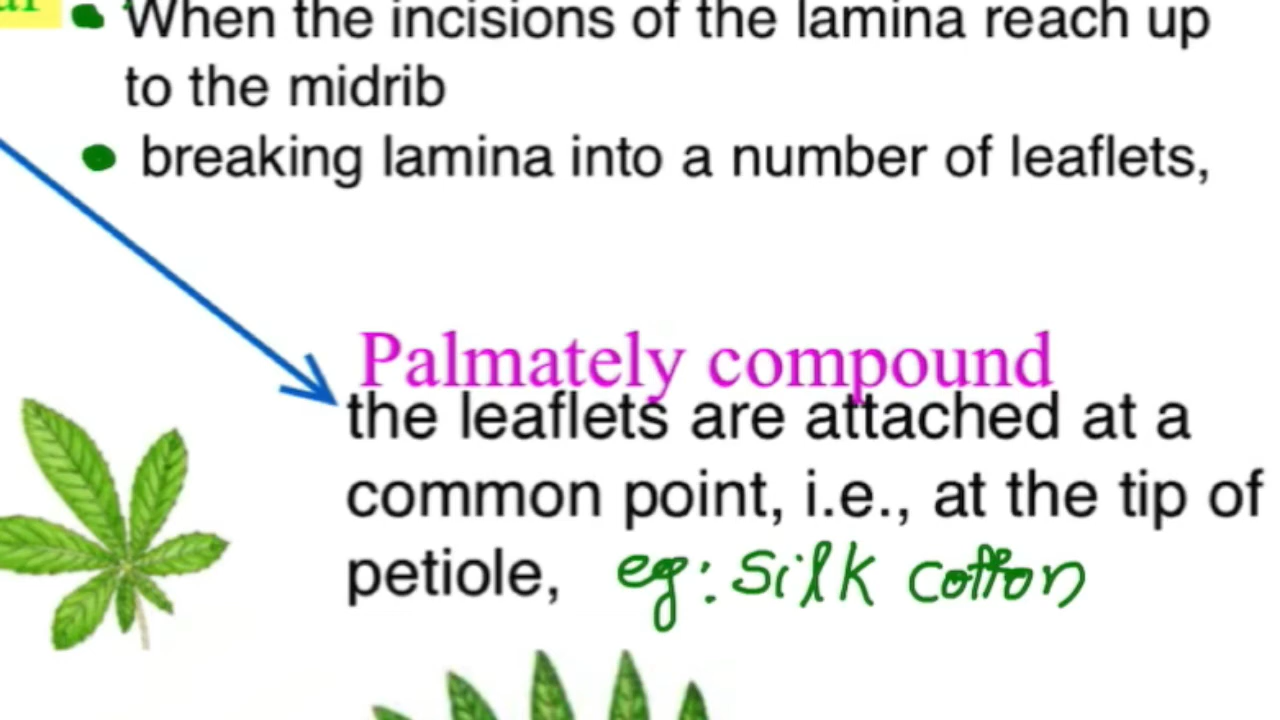 When the incisions of the lamina reach up
to the midrib
breaking lamina into a number of leaflets,
Palmately compound
the leaflets are attached at a
common point, i.e., at the tip of
petiole, eg: Silk cotton